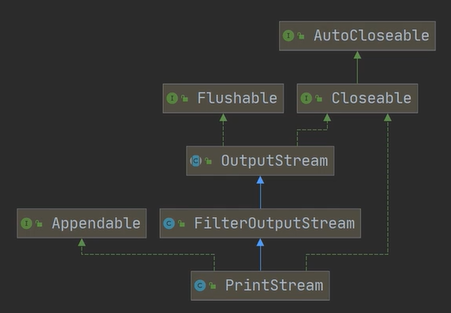 AutoCloseable
Flushable
Closeable
OutputStream
Appendable
FilterOutputStream
PrintStream